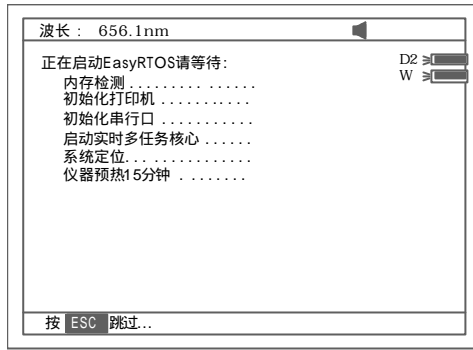 波长： 656.1nm
正在启动EasyRTOS请等待：
D2
内存检测......... ......
W
初始化打印机...........
初始化串行口...........
启动实时多任务核心......
系统定位... ............
仪器预热15分钟 ........
按 ESC 跳过...